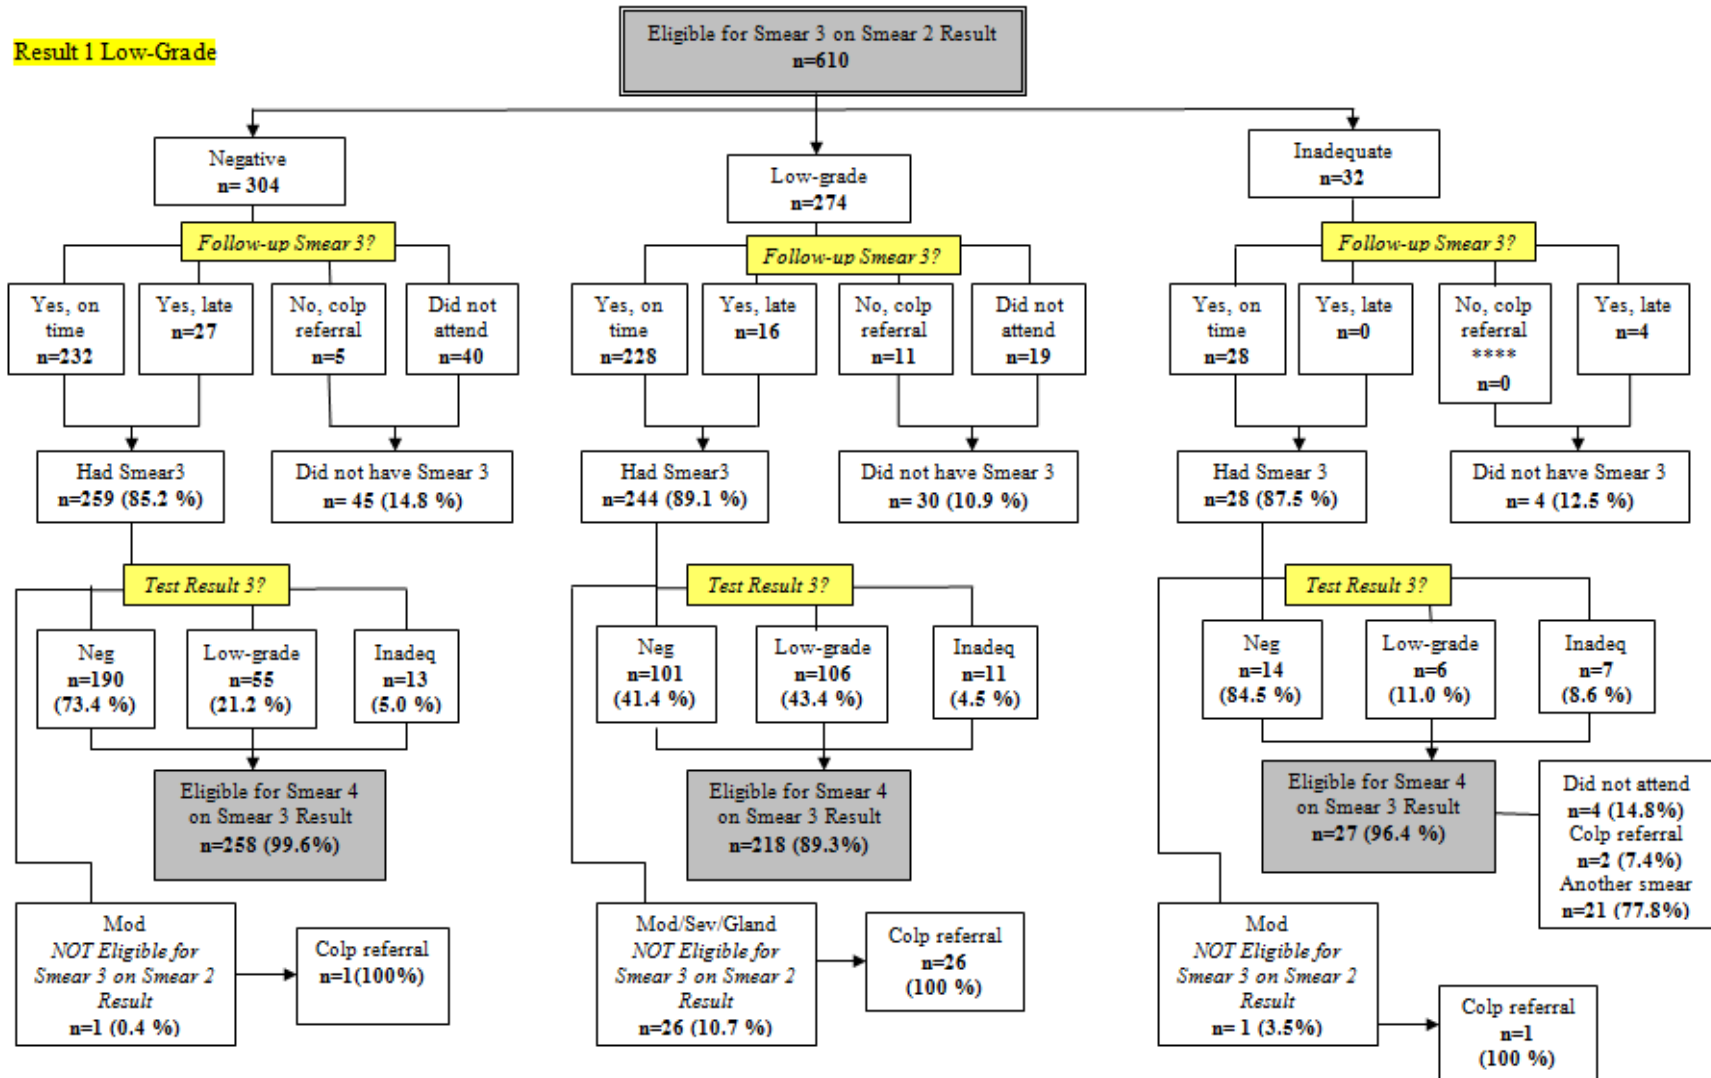 Result 1 Low-Grade
Eligible for Smear 3 on Smear 2 Result
n=610
Negative
n= 304
Low-grade
n=274
Inadequate
n=32
Follow-up Smear 3?
Follow-up Smear 3?
Follow-up Smear 3?
Yes, on
time
n=232
Yes, late
n=27
No, colp
referral
n=5
Did not
attend
n=40
Yes, on
time
n=228
Yes, late
n=16
No, colp
referral
n=11
Did not
attend
n=19
Yes, on
time
n=28
Yes, late
n=0
No, colp
referral
****
n=0
Yes, late
n=4
Had Smear3
n=259 (85.2 %)
Did not have Smear 3
n= 45 (14.8 %)
Had Smear3
n=244 (89.1 %)
Did not have Smear 3
n= 30 (10.9 %)
Had Smear 3
n=28 (87.5 %)
Did not have Smear 3
n= 4 (12.5 %)
Test Result 3?
Test Result 3?
Test Result 3?
Neg
n=190
(73.4 %)
Low-grade
n=55
(21.2 %)
Inadeq
n=13
(5.0 %)
Neg
n=101
(41.4 %)
Low-grade
n=106
(43.4 %)
Inadeq
n=11
(4.5 %)
Neg
n=14
(84.5 %)
Low-grade
n=6
(11.0 %)
Inadeq
n=7
(8.6 %)
Eligible for Smear 4
on Smear 3 Result
n=258 (99.6%)
Eligible for Smear 4
on Smear 3 Result
n=218 (89.3%)
Eligible for Smear 4
on Smear 3 Result
n=27 (96.4 %)
Did not attend
n=4 (14.8%)
Colp referral
n=2 (7.4%)
Another smear
n=21 (77.8%)
Mod
NOT Eligible for
Smear 3 on Smear 2
Result
n=1 (0.4 %)
Colp referral
n=1(100%)
Mod/Sev/Gland
NOT Eligible for
Smear 3 on Smear 2
Result
n=26 (10.7 %)
Colp referral
n=26
(100 %)
Mod
NOT Eligible for
Smear 3 on Smear 2
Result
n= 1 (3.5%)
Colp referral
n=1
(100 %)